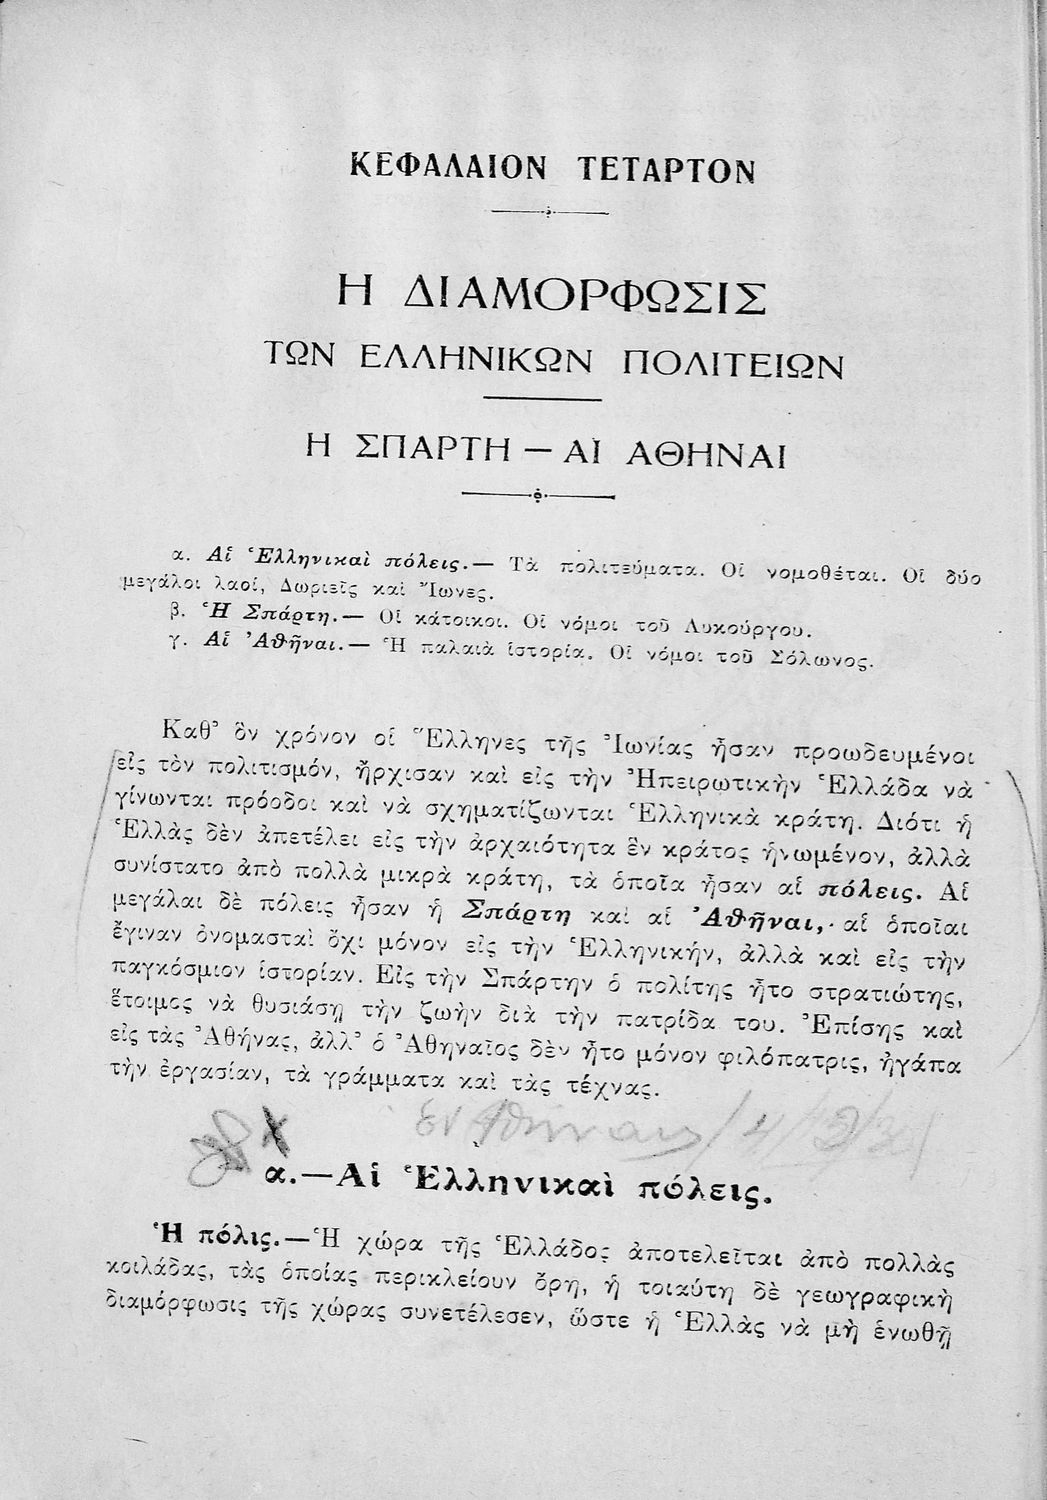 ΚΕΦΑΛΑΙΟΝ ΤΕΤΑΡΤΟΝ
Η ΔΙΑΜΟΡΦΩΣΙΣ
ΤΩΝ ΕΛΛΗΝΙΚΩΝ ΠΟΛΙΤΕΙΩΝ
Η ΣΠΑΡΤΗ — ΑΙ ΑΘΗΝΑΙ
α. Αἱ Ἑλληνικαὶ πόλεις.— Τὰ πολιτεύματα. Οἱ νομοθέται. Οἱ δύο
μεγάλοι λαοί, Δωριεῖς καὶ Ἴωνες.
β. Ἡ Σπάρτη.— Οἱ κάτοικοι. Οἱ νόμοι τοῦ Λυκούργου.
γ. Αἱ Ἀθῆναι.— Ἡ παλαιὰ ἱστορία. Οἱ νόμοι τοῦ Σόλωνος.
Καθ' ὃν χρόνον οἱ Ἕλληνες τῆς Ἰωνίας ἦσαν προωδευμένοι
εἰς τὸν πολιτισμόν, ἤρχισαν καὶ εἰς τὴν Ἠπειρωτικὴν Ἑλλάδα νὰ
γίνωνται πρόοδοι καὶ νὰ σχηματίζωνται Ἑλληνικὰ κράτη. Διότι ἡ
Ἑλλὰς δὲν ἀπετέλει εἰς τὴν ἀρχαιότητα ἓν κράτος ἡνωμένον, ἀλλὰ
συνίστατο ἀπὸ πολλὰ μικρὰ κράτη, τὰ ὁποῖα ἦσαν αἱ πόλεις. Αἱ
μεγάλαι δὲ πόλεις ἦσαν ἡ Σπάρτη καὶ αἱ Ἀθῆναι, αἱ ὁποῖαι
ἔγιναν ὀνομασταὶ ὄχι μόνον εἰς τὴν Ἑλληνικήν, ἀλλὰ καὶ εἰς τὴν
παγκόσμιον ἱστορίαν. Εἰς τὴν Σπάρτην ὁ πολίτης ἦτο στρατιώτης,
ἕτοιμος νὰ θυσιάσῃ τὴν ζωὴν διὰ τὴν πατρίδα του. Ἐπίσης καὶ
εἰς τὰς Ἀθήνας, ἀλλ' ὁ Ἀθηναῖος δὲν ἦτο μόνον φιλόπατρις, ἠγάπα
τὴν ἐργασίαν, τὰ γράμματα καὶ τὰς τέχνας.
Εν Αθήναις
α.—Αἱ Ἑλληνικαὶ πόλεις.
Ἡ πόλις.—Ἡ χώρα τῆς Ἑλλάδος ἀποτελεῖται ἀπὸ πολλὰς
κοιλάδας, τὰς ὁποίας περικλείουν ὄρη, ἡ τοιαύτη δὲ γεωγραφικὴ
διαμόρφωσις τῆς χώρας συνετέλεσεν, ὥστε ἡ Ἑλλὰς νὰ μὴ ἑνωθῇ